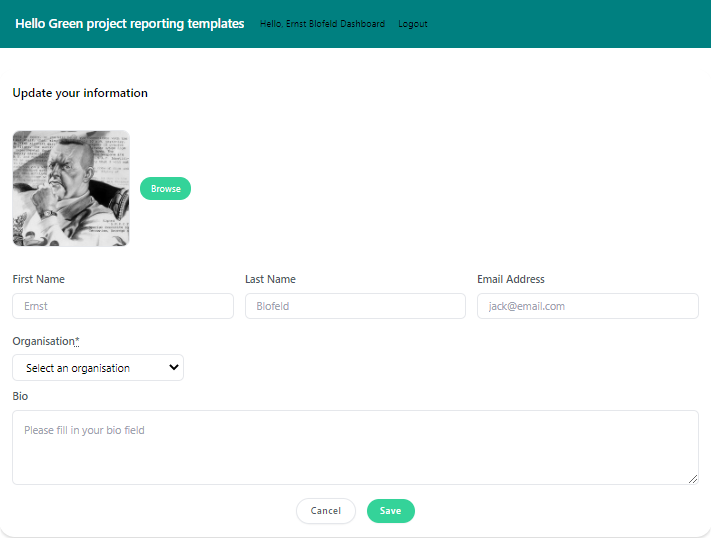 Hello Green project reporting templates Hello, Ernst Blofeld Dashboard Logout
Update your information
Browse
First Name Last Name Email Address
Ernst Blofeld jack@email.com
Organisation*
Select an organisation
Bio
Please fill in your bio field
Cancel Save